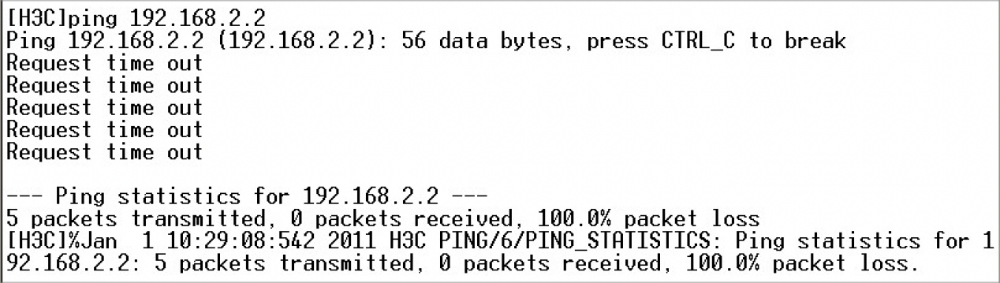 [H3C]ping 192.168.2.2
Ping 192.168.2.2 (192.168.2.2): 56 data bytes, press CTRL_C to break
Request time out
Request time out
Request time out
Request time out
Request time out
--- Ping statistics for 192.168.2.2 ---
5 packets transmitted, 0 packets received, 100.0% packet loss
[H3C]%Jan  1 10:29:08:542 2011 H3C PING/6/PING_STATISTICS: Ping statistics for 1
92.168.2.2: 5 packets transmitted, 0 packets received, 100.0% packet loss.